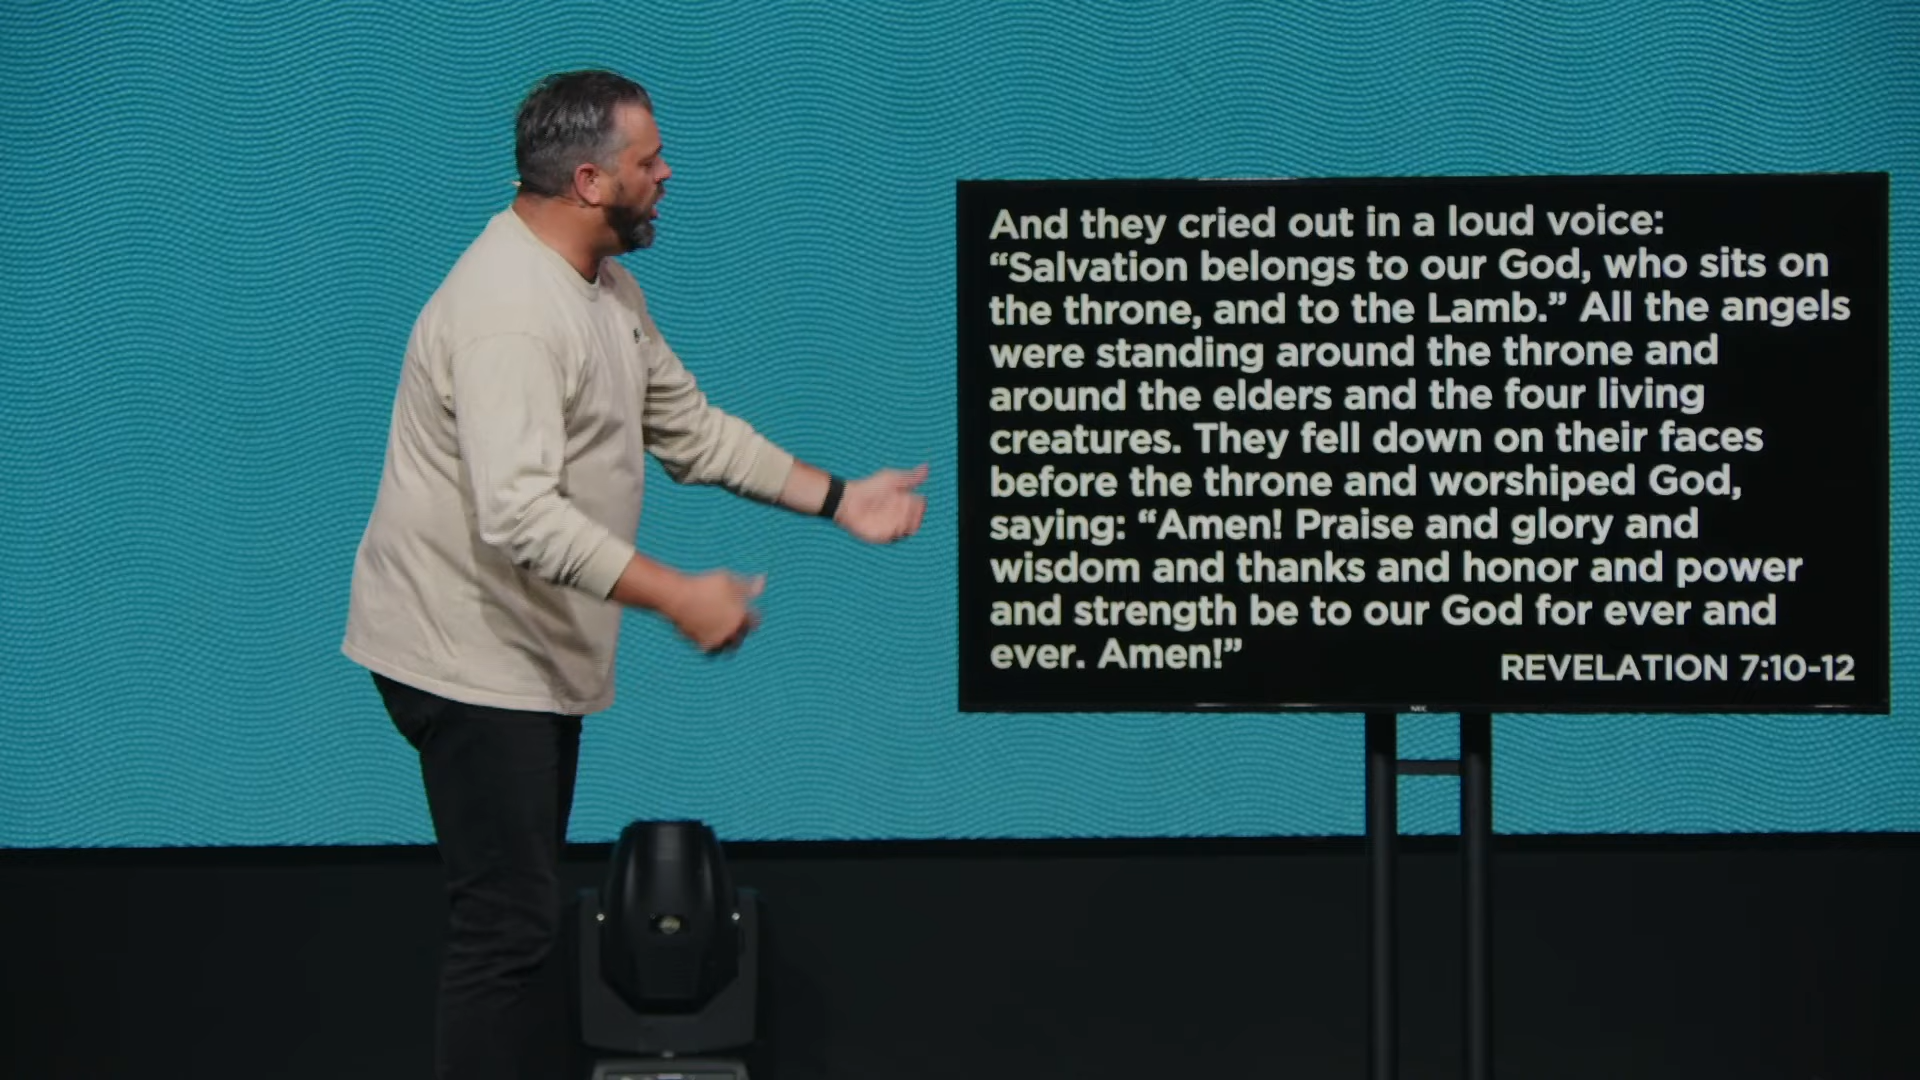 And they cried out in a loud voice:
“Salvation belongs to our God, who sits on
the throne, and to the Lamb.” All the angels
were standing around the throne and
around the elders and the four living
creatures. They fell down on their faces
before the throne and worshiped God,
saying: “Amen! Praise and glory and
wisdom and thanks and honor and power
and strength be to our God for ever and
ever. Amen!”
REVELATION 7:10-12
NEC